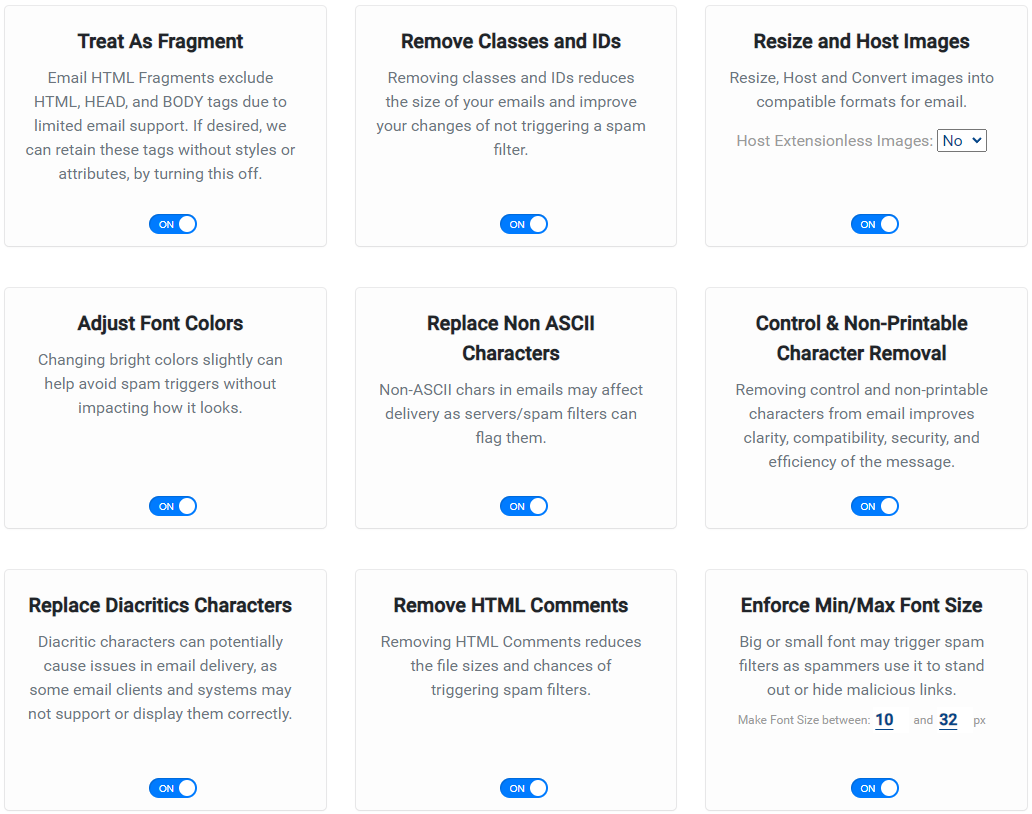 Treat As Fragment
Email HTML Fragments exclude
HTML, HEAD, and BODY tags due to
limited email support. If desired, we
can retain these tags without styles or
attributes, by turning this off.
ON
Remove Classes and IDs
Removing classes and IDs reduces
the size of your emails and improve
your changes of not triggering a spam
filter.
ON
Resize and Host Images
Resize, Host and Convert images into
compatible formats for email.
Host Extensionless Images: No
ON
Adjust Font Colors
Changing bright colors slightly can
help avoid spam triggers without
impacting how it looks.
ON
Replace Non ASCII
Characters
Non-ASCII chars in emails may affect
delivery as servers/spam filters can
flag them.
ON
Control & Non-Printable
Character Removal
Removing control and non-printable
characters from email improves
clarity, compatibility, security, and
efficiency of the message.
ON
Replace Diacritics Characters
Diacritic characters can potentially
cause issues in email delivery, as
some email clients and systems may
not support or display them correctly.
ON
Remove HTML Comments
Removing HTML Comments reduces
the file sizes and chances of
triggering spam filters.
ON
Enforce Min/Max Font Size
Big or small font may trigger spam
filters as spammers use it to stand
out or hide malicious links.
Make Font Size between: 10 and 32 px
ON